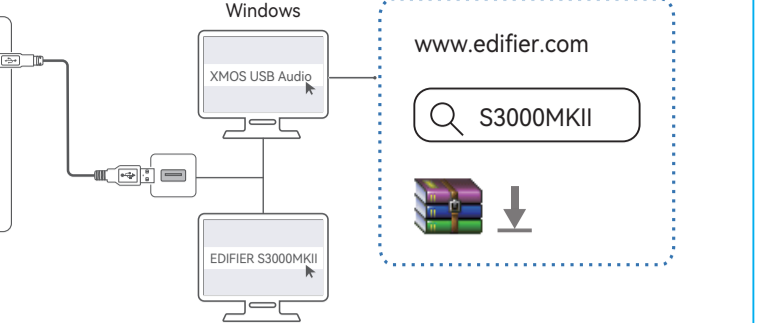 Windows
XMOS USB Audio
EDIFIER S3000MKII
www.edifier.com
S3000MKII